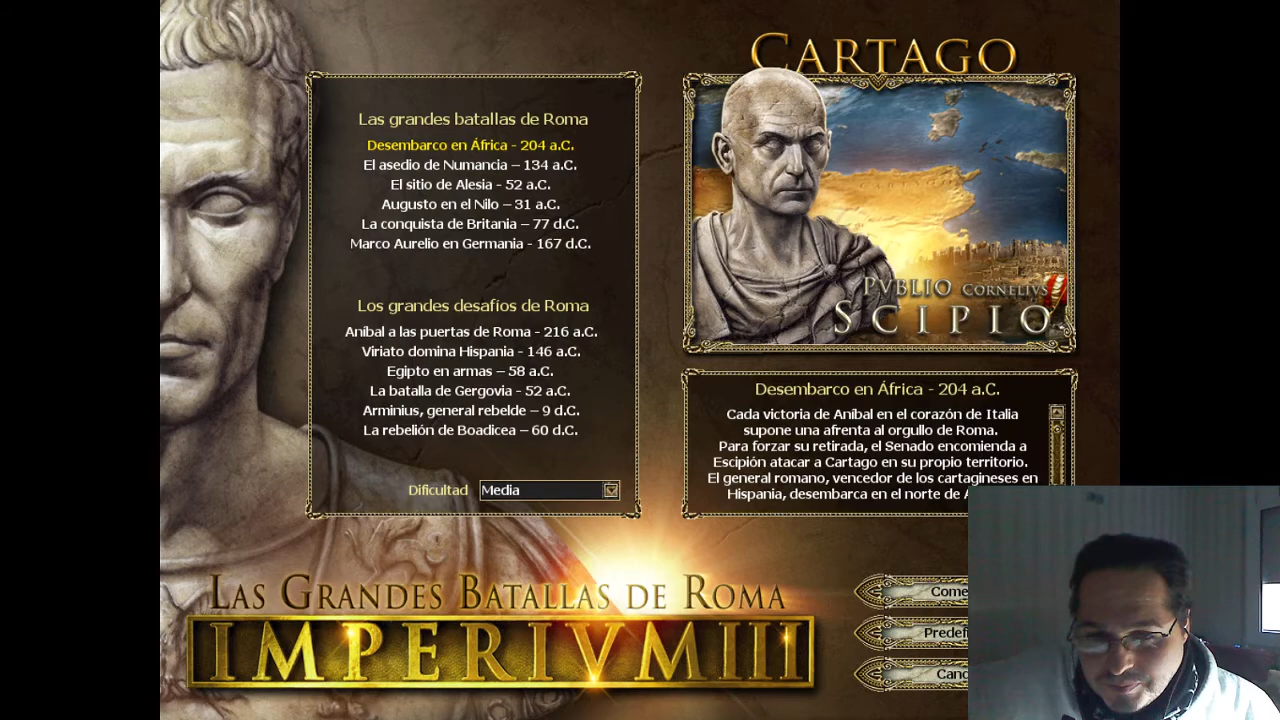 Las grandes batallas de Roma
Desembarco en África - 204 a.C.
El asedio de Numancia – 134 a.C.
El sitio de Alesia - 52 a.C.
Augusto en el Nilo – 31 a.C.
La conquista de Britania – 77 d.C.
Marco Aurelio en Germania - 167 d.C.
Los grandes desafíos de Roma
Aníbal a las puertas de Roma - 216 a.C.
Viriato domina Hispania - 146 a.C.
Egipto en armas – 58 a.C.
La batalla de Gergovia - 52 a.C.
Arminius, general rebelde – 9 d.C.
La rebelión de Boadicea – 60 d.C.
Dificultad Media
CARTAGO
PVBLIO CORNELIVS
SCIPIO
Desembarco en África - 204 a.C.
Cada victoria de Aníbal en el corazón de Italia
supone una afrenta al orgullo de Roma.
Para forzar su retirada, el Senado encomienda a
Escipión atacar a Cartago en su propio territorio.
El general romano, vencedor de los cartagineses en
Hispania, desembarca en el norte de
LAS GRANDES BATALLAS DE ROMA
IMPERIVM III